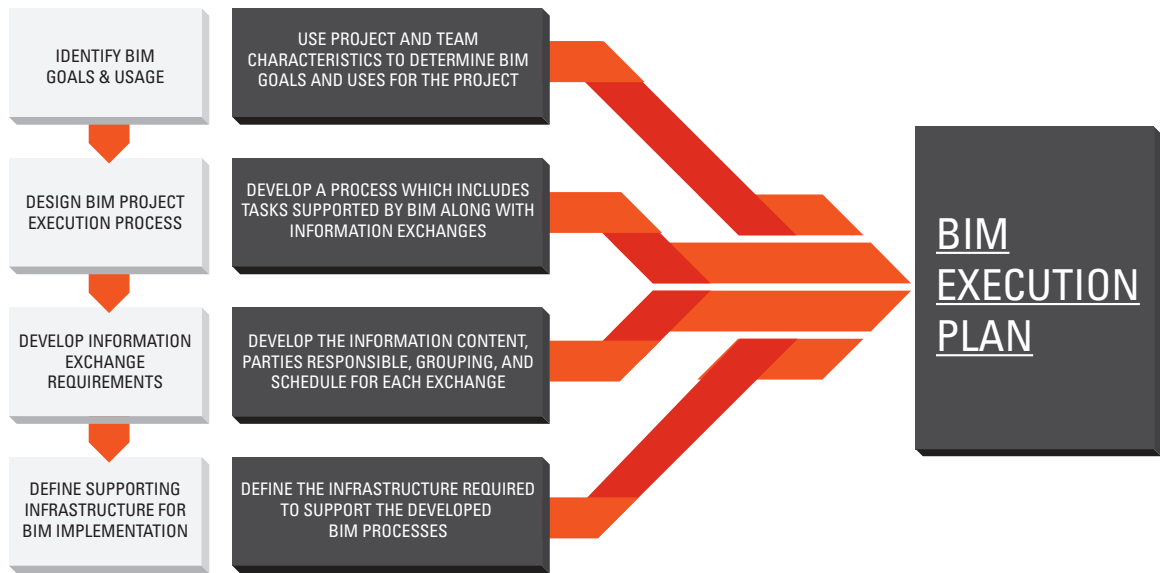 IDENTIFY BIM
GOALS & USAGE
USE PROJECT AND TEAM
CHARACTERISTICS TO DETERMINE BIM
GOALS AND USES FOR THE PROJECT
DESIGN BIM PROJECT
EXECUTION PROCESS
DEVELOP A PROCESS WHICH INCLUDES
TASKS SUPPORTED BY BIM ALONG WITH
INFORMATION EXCHANGES
DEVELOP INFORMATION
EXCHANGE
REQUIREMENTS
DEVELOP THE INFORMATION CONTENT,
PARTIES RESPONSIBLE, GROUPING, AND
SCHEDULE FOR EACH EXCHANGE
DEFINE SUPPORTING
INFRASTRUCTURE FOR
BIM IMPLEMENTATION
DEFINE THE INFRASTRUCTURE REQUIRED
TO SUPPORT THE DEVELOPED
BIM PROCESSES
BIM
EXECUTION
PLAN